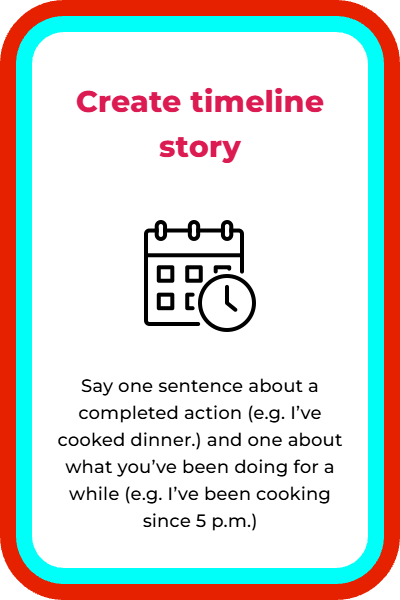 Create timeline
story
Say one sentence about a
completed action (e.g. I’ve
cooked dinner.) and one about
what you’ve been doing for a
while (e.g. I’ve been cooking
since 5 p.m.)